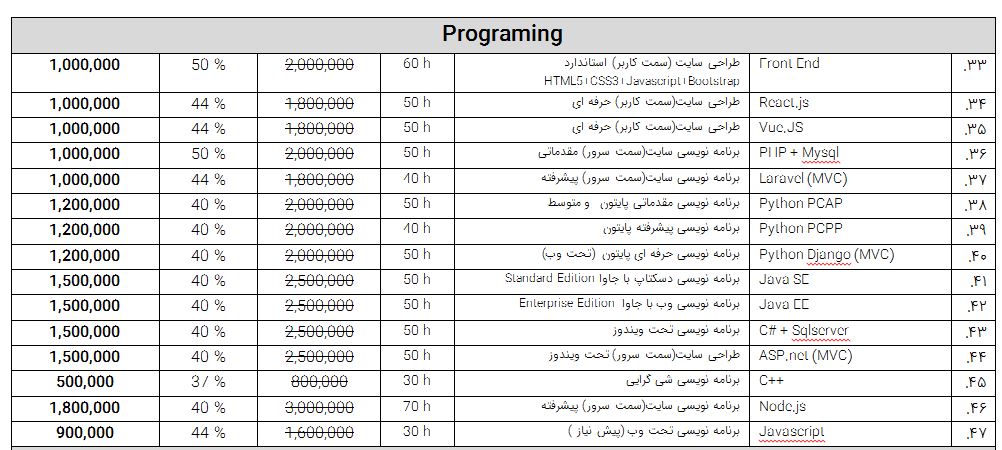 Programing
.۳۳ Front End طراحی سایت (سمت کاربر) استاندارد 60 h 2,000,000 50 % 1,000,000
HTML5+CSS3+Javascript+Bootstrap
.۳۴ React.js طراحی سایت(سمت کاربر) حرفه ای 50 h 1,800,000 44 % 1,000,000
.۳۵ Vue.JS طراحی سایت(سمت کاربر) حرفه ای 50 h 1,800,000 44 % 1,000,000
.۳۶ PHP + Mysql برنامه نویسی سایت(سمت سرور) مقدماتی 50 h 2,000,000 50 % 1,000,000
.۳۷ Laravel (MVC) برنامه نویسی سایت(سمت سرور) پیشرفته 40 h 1,800,000 44 % 1,000,000
.۳۸ Python PCAP برنامه نویسی مقدماتی پایتون و متوسط 50 h 2,000,000 40 % 1,200,000
.۳۹ Python PCPP برنامه نویسی پیشرفته پایتون 40 h 2,000,000 40 % 1,200,000
.۴۰ Python Django (MVC) برنامه نویسی حرفه ای پایتون (تحت وب) 50 h 2,000,000 40 % 1,200,000
.۴۱ Java SE برنامه نویسی دسکتاپ با جاوا Standard Edition 50 h 2,500,000 40 % 1,500,000
.۴۲ Java EE برنامه نویسی وب با جاوا Enterprise Edition 50 h 2,500,000 40 % 1,500,000
.۴۳ C# + Sqlserver برنامه نویسی تحت ویندوز 50 h 2,500,000 40 % 1,500,000
.۴۴ ASP.net (MVC) طراحی سایت(سمت سرور) تحت ویندوز 50 h 2,500,000 40 % 1,500,000
.۴۵ C++ برنامه نویسی شی گرایی 30 h 800,000 37 % 500,000
.۴۶ Node.js برنامه نویسی سایت(سمت سرور) پیشرفته 70 h 3,000,000 40 % 1,800,000
.۴۷ Javascript برنامه نویسی تحت وب (پیش نیاز ) 30 h 1,600,000 44 % 900,000